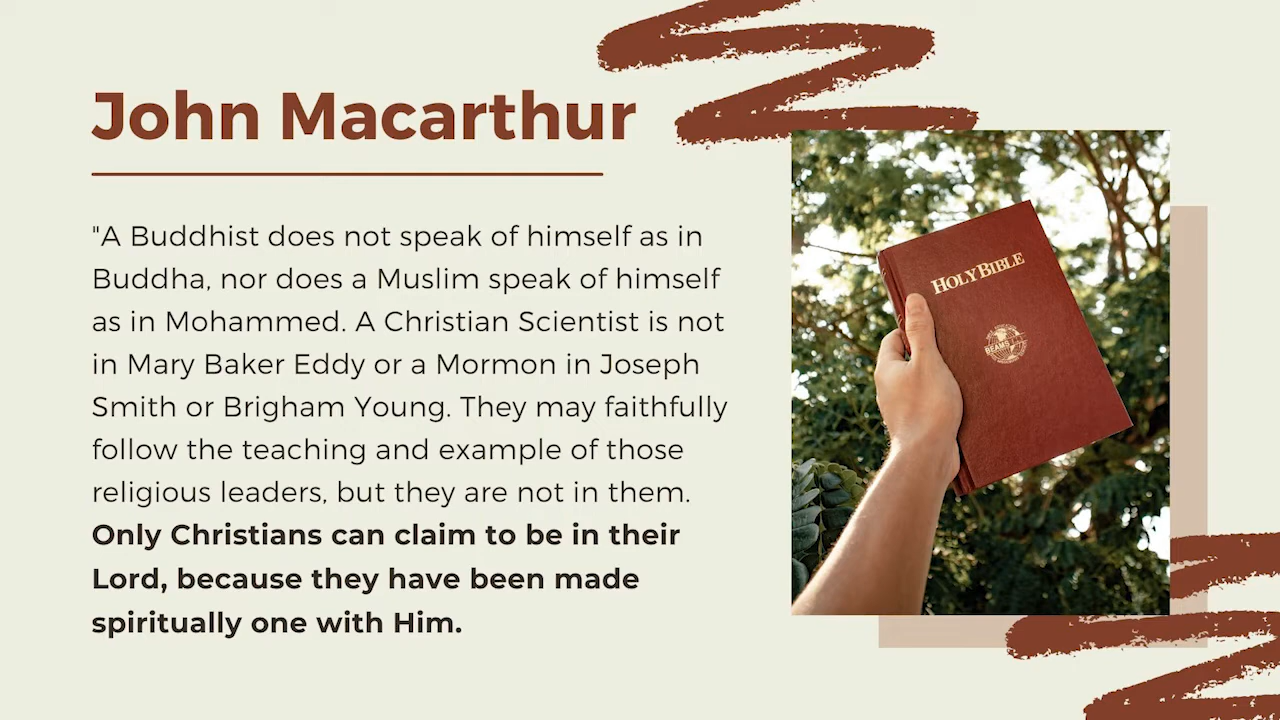 John Macarthur
"A Buddhist does not speak of himself as in
Buddha, nor does a Muslim speak of himself
as in Mohammed. A Christian Scientist is not
in Mary Baker Eddy or a Mormon in Joseph
Smith or Brigham Young. They may faithfully
follow the teaching and example of those
religious leaders, but they are not in them.
Only Christians can claim to be in their
Lord, because they have been made
spiritually one with Him.
HOLY BIBLE
BEAMS